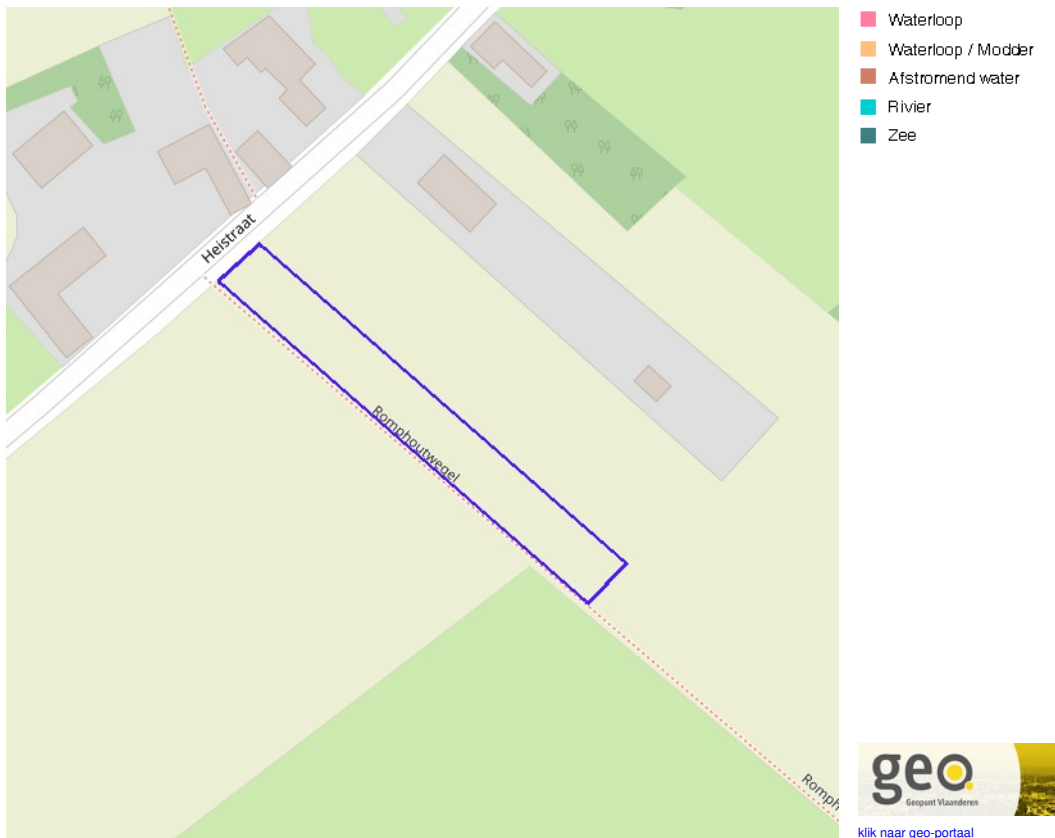 Waterloop
Waterloop / Modder
Afstromend water
Rivier
Zee
Heistraat
Romphoutwegel
Romph
geo.
Geopunt Vlaanderen
klik naar geo-portaal